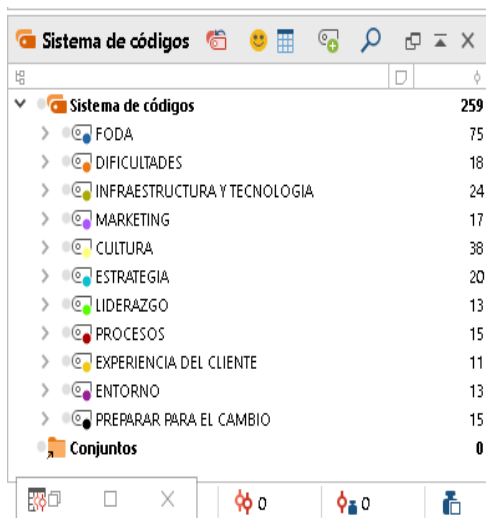 Sistema de códigos
Sistema de códigos 259
FODA 75
DIFICULTADES 18
INFRAESTRUCTURA Y TECNOLOGIA 24
MARKETING 17
CULTURA 38
ESTRATEGIA 20
LIDERAZGO 13
PROCESOS 15
EXPERIENCIA DEL CLIENTE 11
ENTORNO 13
PREPARAR PARA EL CAMBIO 15
Conjuntos 0
0 0